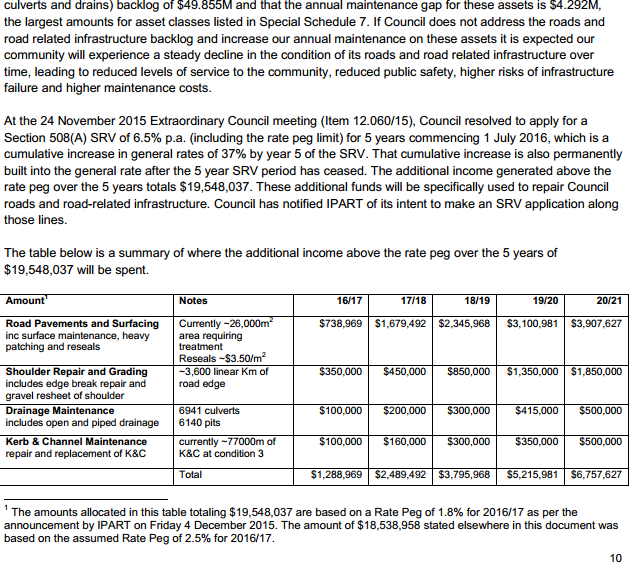 culverts and drains) backlog of $49.855M and that the annual maintenance gap for these assets is $4.292M,
the largest amounts for asset classes listed in Special Schedule 7. If Council does not address the roads and
road related infrastructure backlog and increase our annual maintenance on these assets it is expected our
community will experience a steady decline in the condition of its roads and road related infrastructure over
time, leading to reduced levels of service to the community, reduced public safety, higher risks of infrastructure
failure and higher maintenance costs.
At the 24 November 2015 Extraordinary Council meeting (Item 12.060/15), Council resolved to apply for a
Section 508(A) SRV of 6.5% p.a. (including the rate peg limit) for 5 years commencing 1 July 2016, which is a
cumulative increase in general rates of 37% by year 5 of the SRV. That cumulative increase is also permanently
built into the general rate after the 5 year SRV period has ceased. The additional income generated above the
rate peg over the 5 years totals $19,548,037. These additional funds will be specifically used to repair Council
roads and road-related infrastructure. Council has notified IPART of its intent to make an SRV application along
those lines.
The table below is a summary of where the additional income above the rate peg over the 5 years of
$19,548,037 will be spent.
Amount¹ Notes 16/17 17/18 18/19 19/20 20/21
Road Pavements and Surfacing Currently ~26,000m² $738,969 $1,679,492 $2,345,968 $3,100,981 $3,907,627
inc surface maintenance, heavy area requiring
patching and reseals treatment
Reseals ~$3.50/m²
Shoulder Repair and Grading ~3,600 linear Km of $350,000 $450,000 $850,000 $1,350,000 $1,850,000
includes edge break repair and road edge
gravel resheet of shoulder
Drainage Maintenance 6941 culverts $100,000 $200,000 $300,000 $415,000 $500,000
includes open and piped drainage 6140 pits
Kerb & Channel Maintenance currently ~77000m of $100,000 $160,000 $300,000 $350,000 $500,000
repair and replacement of K&C K&C at condition 3
Total $1,288,969 $2,489,492 $3,795,968 $5,215,981 $6,757,627
¹ The amounts allocated in this table totaling $19,548,037 are based on a Rate Peg of 1.8% for 2016/17 as per the
announcement by IPART on Friday 4 December 2015. The amount of $18,538,958 stated elsewhere in this document was
based on the assumed Rate Peg of 2.5% for 2016/17.
10